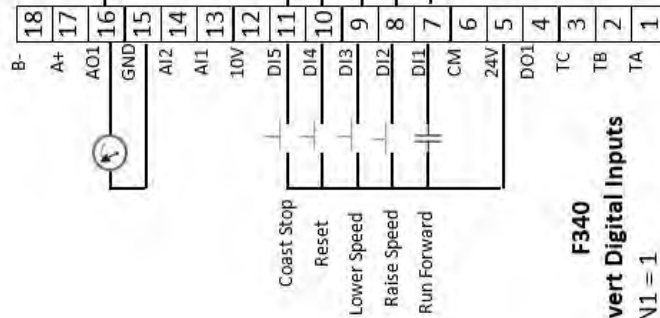 18 17 16 15 14 13 12 11 10 9 8 7 6 5 4 3 2 1
B- A+ AO1 GND AI2 AI1 10V DI5 DI4 DI3 DI2 DI1 CM 24V DO1 TC TB TA
Coast Stop
Reset
Lower Speed
Raise Speed
Run Forward
F340
vert Digital Inputs
N1 = 1